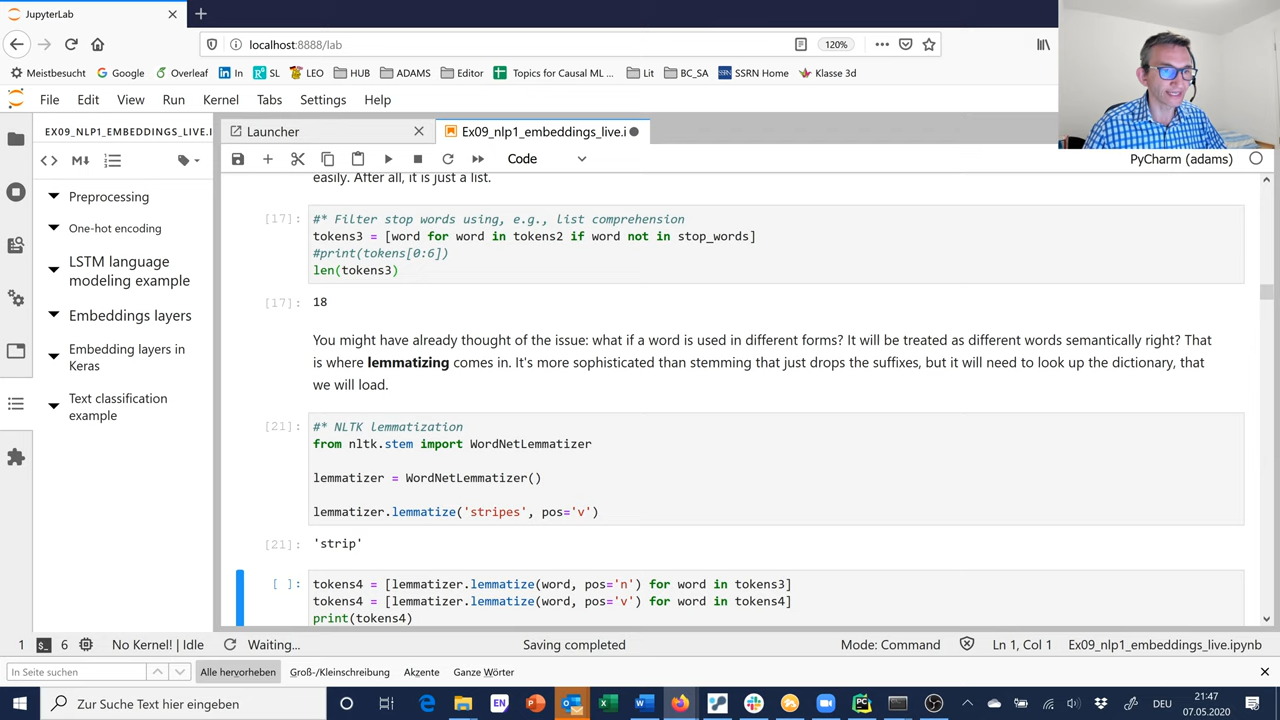 JupyterLab
localhost:8888/lab
120%
Meistbesucht
Google
Overleaf
In
SL
LEO
HUB
ADAMS
Editor
Topics for Causal ML ...
Lit
BC_SA
SSRN Home
Klasse 3d
File Edit View Run Kernel Tabs Settings Help
EX09_NLP1_EMBEDDINGS_LIVE.I
Launcher
Ex09_nlp1_embeddings_live.i
Code
PyCharm (adams)
Preprocessing
One-hot encoding
LSTM language
modeling example
Embeddings layers
Embedding layers in
Keras
Text classification
example
easily. After all, it is just a list.
[17]: #* Filter stop words using, e.g., list comprehension
tokens3 = [word for word in tokens2 if word not in stop_words]
#print(tokens[0:6])
len(tokens3)
[17]: 18
You might have already thought of the issue: what if a word is used in different forms? It will be treated as different words semantically right? That
is where lemmatizing comes in. It's more sophisticated than stemming that just drops the suffixes, but it will need to look up the dictionary, that
we will load.
[21]: #* NLTK lemmatization
from nltk.stem import WordNetLemmatizer
lemmatizer = WordNetLemmatizer()
lemmatizer.lemmatize('stripes', pos='v')
[21]: 'strip'
[ ]: tokens4 = [lemmatizer.lemmatize(word, pos='n') for word in tokens3]
tokens4 = [lemmatizer.lemmatize(word, pos='v') for word in tokens4]
print(tokens4)
1 6 No Kernel! | Idle Waiting... Saving completed Mode: Command Ln 1, Col 1 Ex09_nlp1_embeddings_live.ipynb
In Seite suchen Alle hervorheben Groß-/Kleinschreibung Akzente Ganze Wörter
Zur Suche Text hier eingeben
EN
DEU
21:47
07.05.2020